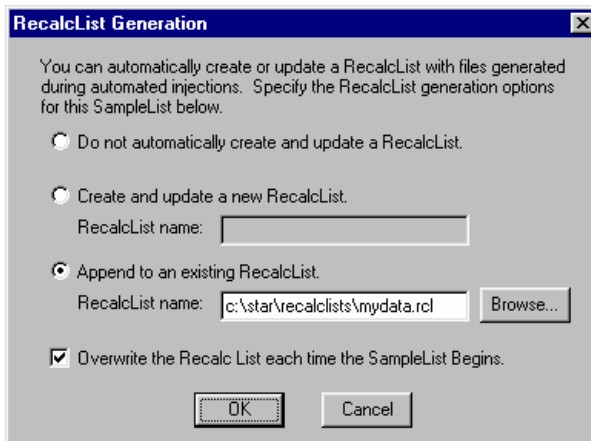 RecalcList Generation
You can automatically create or update a RecalcList with files generated
during automated injections.  Specify the RecalcList generation options
for this SampleList below.
Do not automatically create and update a RecalcList.
Create and update a new RecalcList.
RecalcList name:
Append to an existing RecalcList.
RecalcList name: c:\star\recalclists\mydata.rcl Browse...
Overwrite the Recalc List each time the SampleList Begins.
OK Cancel